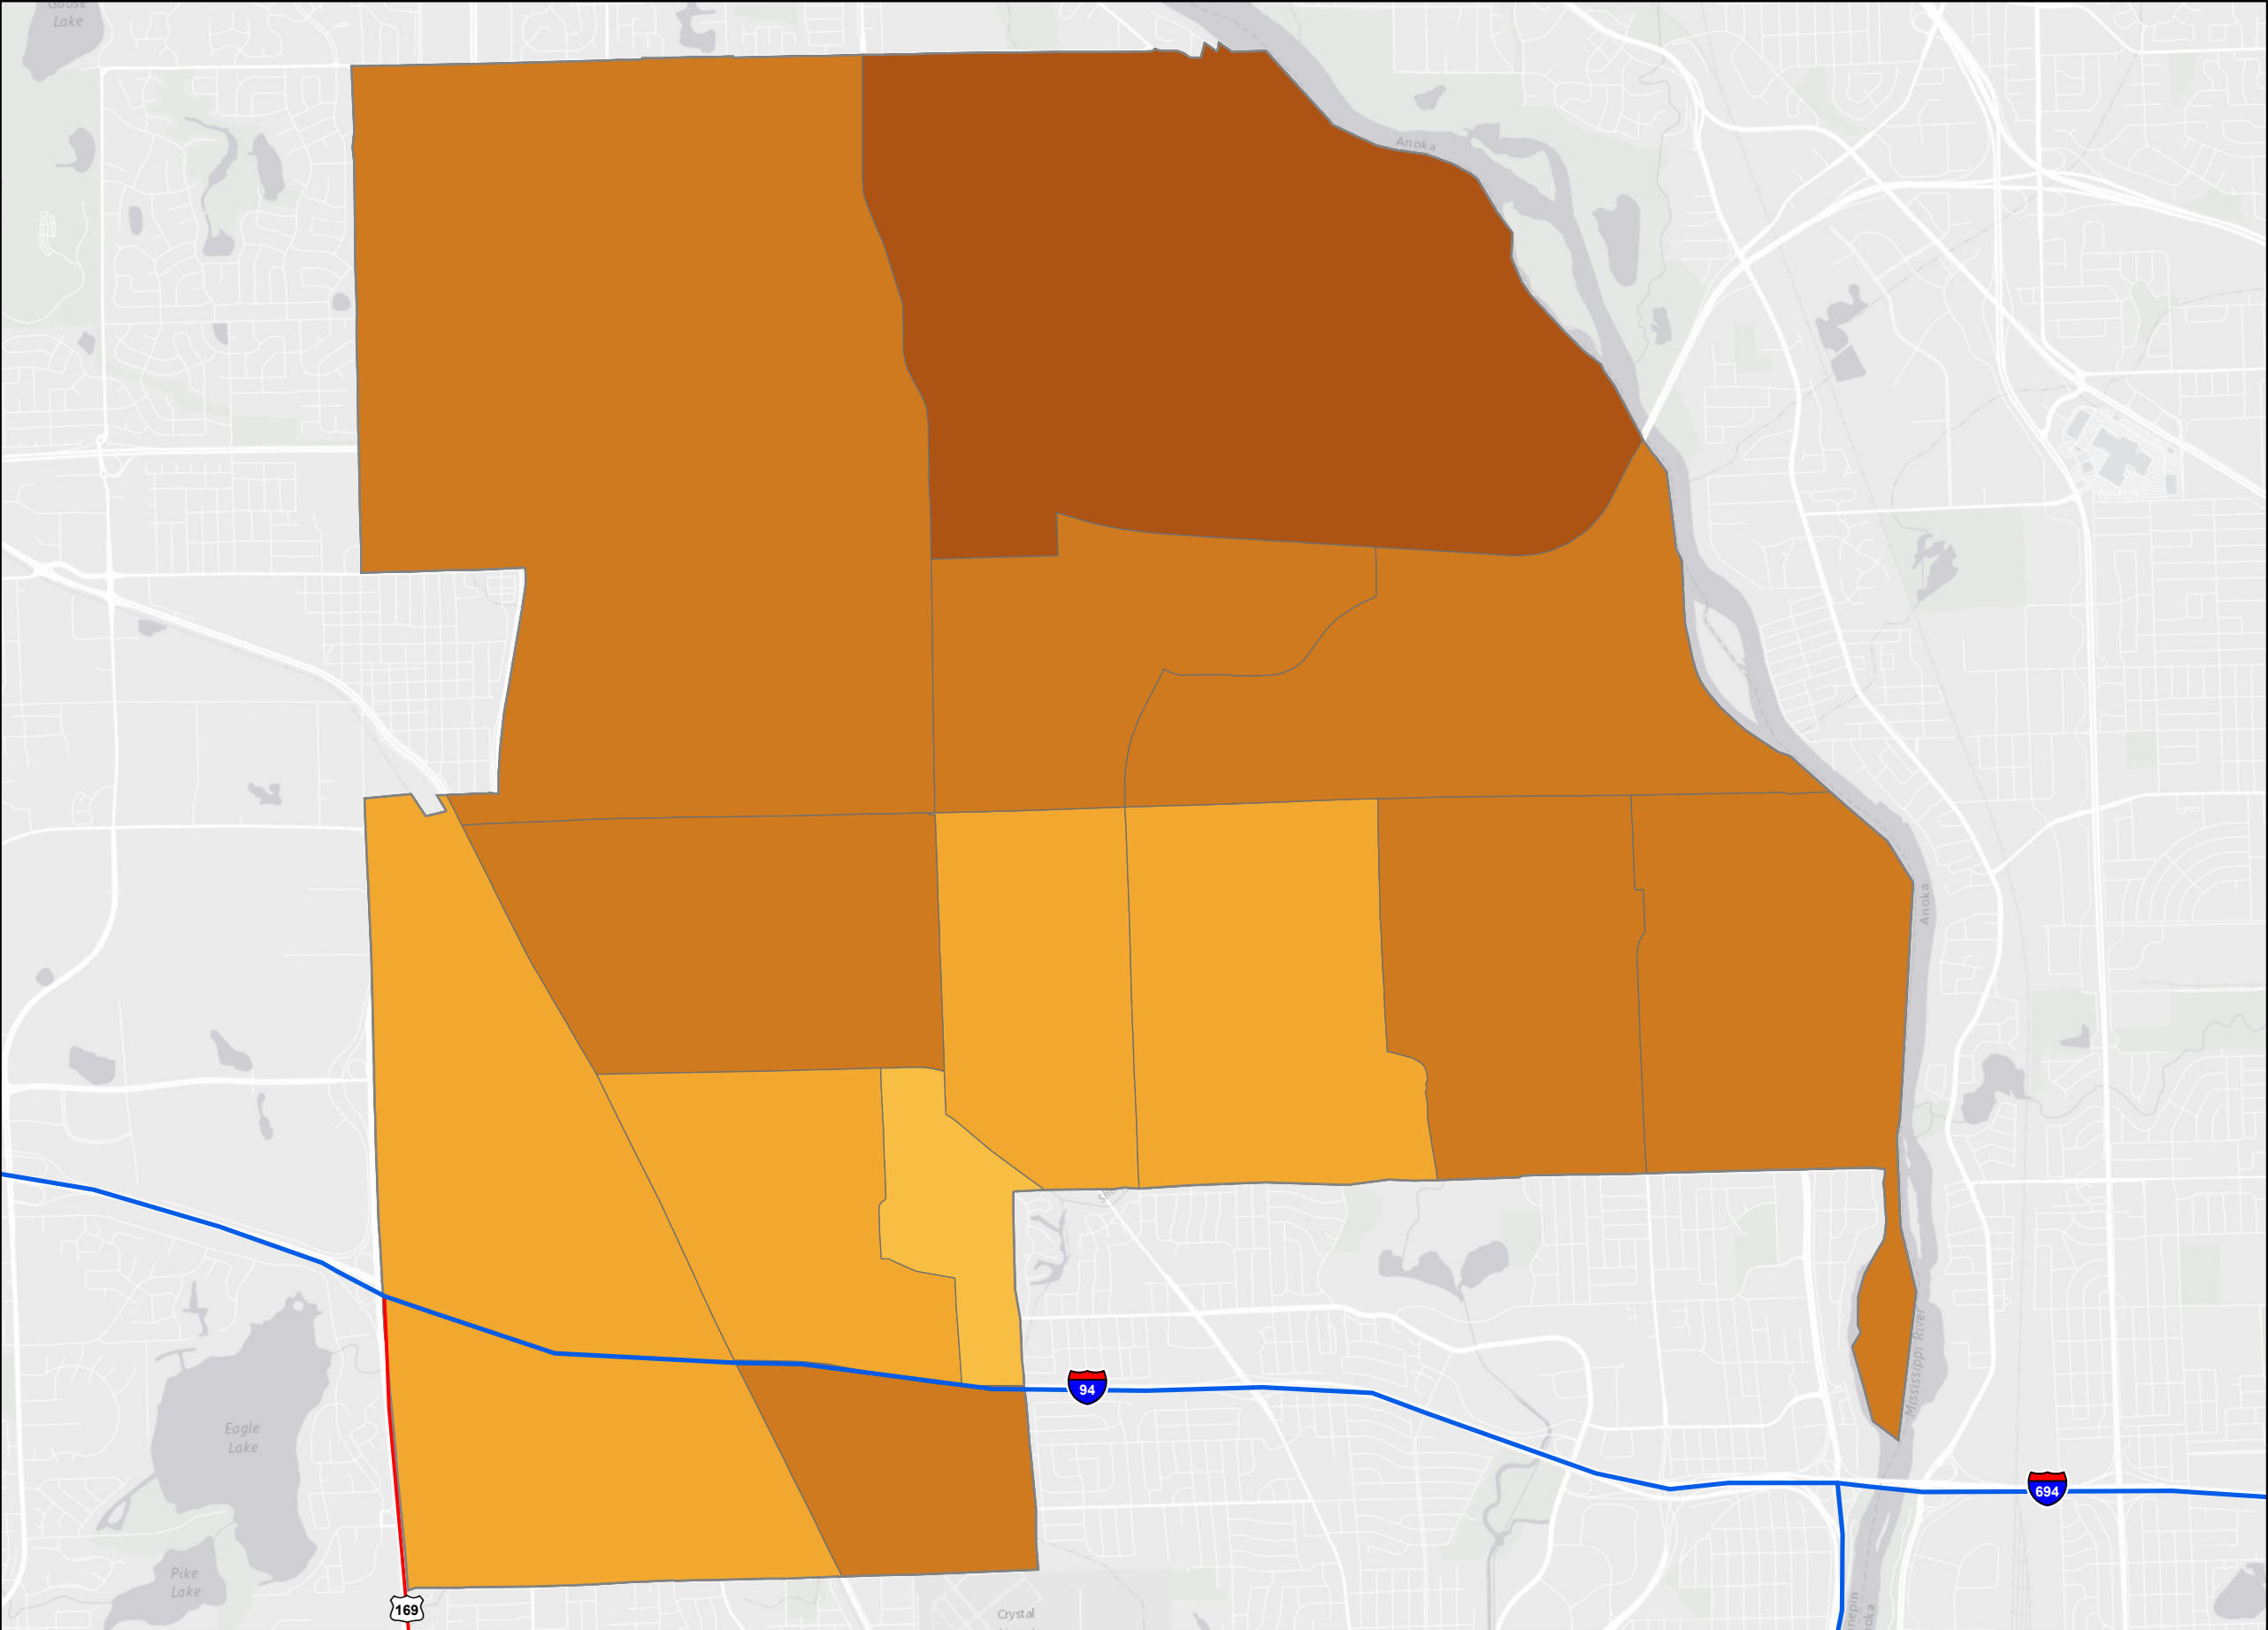 Goose
Lake
Anoka
Anoka
Mississippi River
94
Eagle
Lake
694
Pike
Lake
169
Crystal